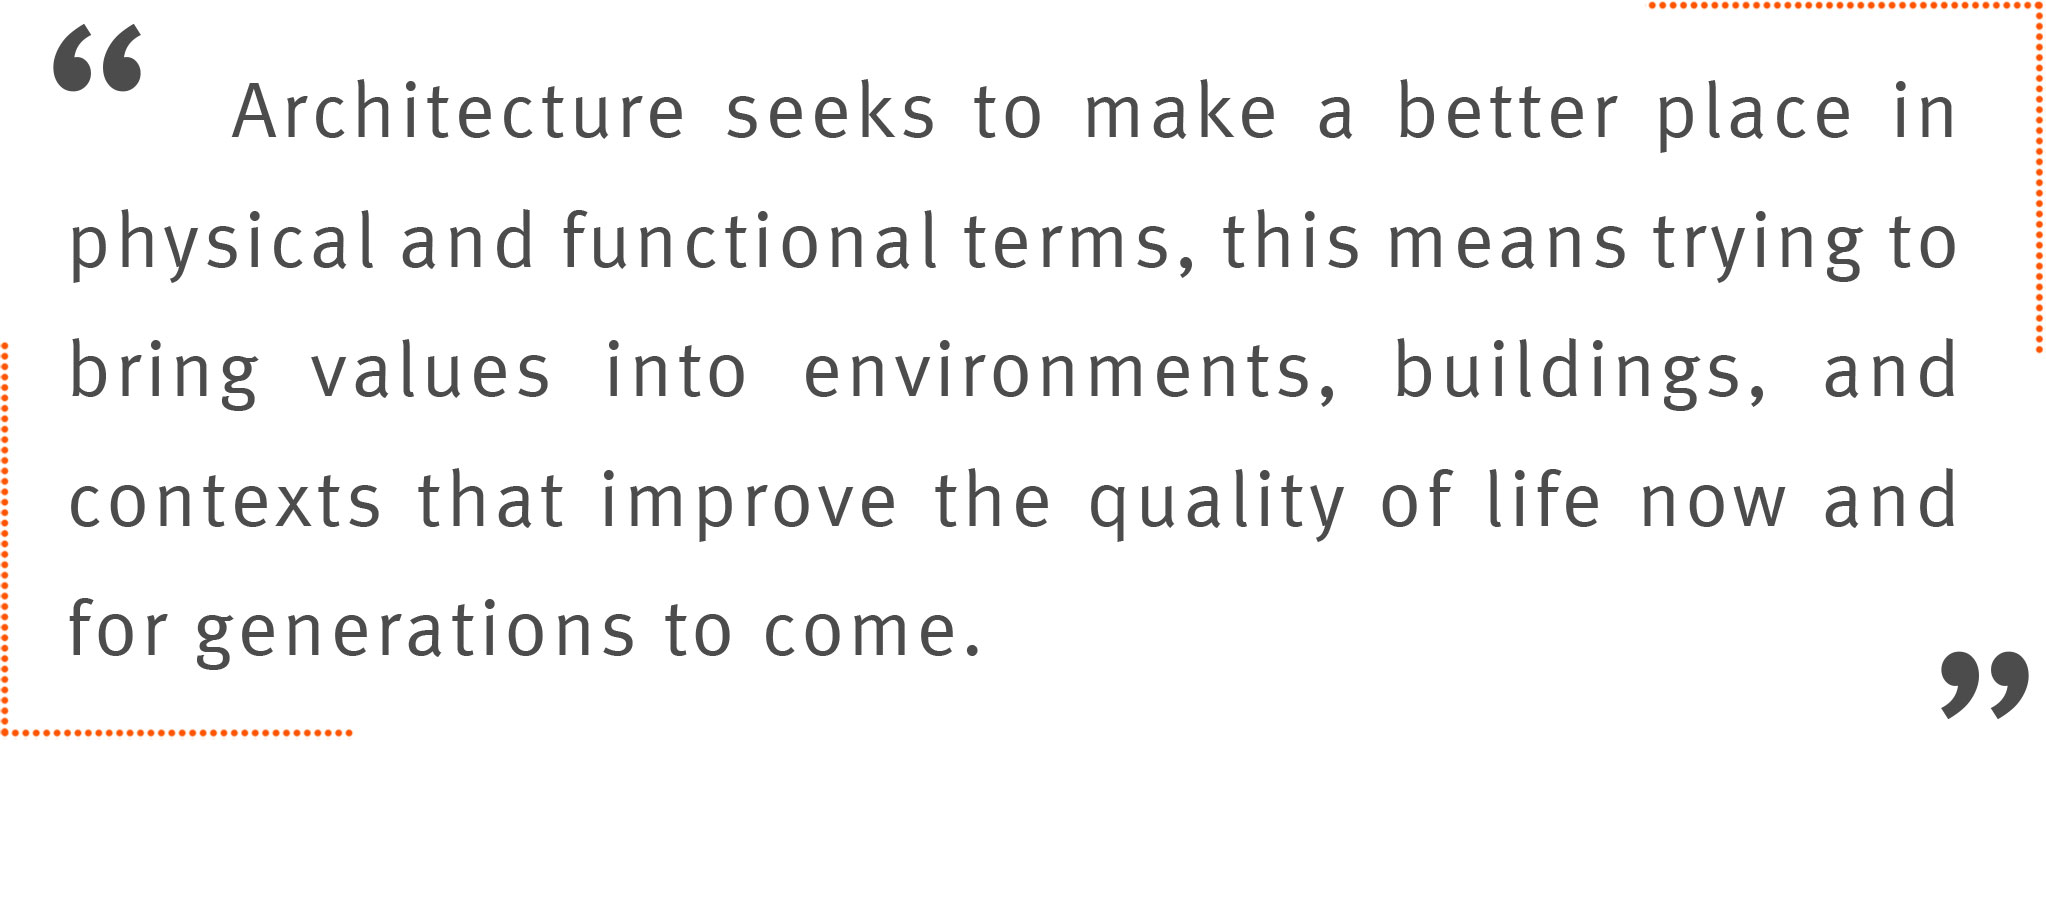 “ Architecture seeks to make a better place in
physical and functional terms, this means trying to
bring values into environments, buildings, and
contexts that improve the quality of life now and
for generations to come. ”